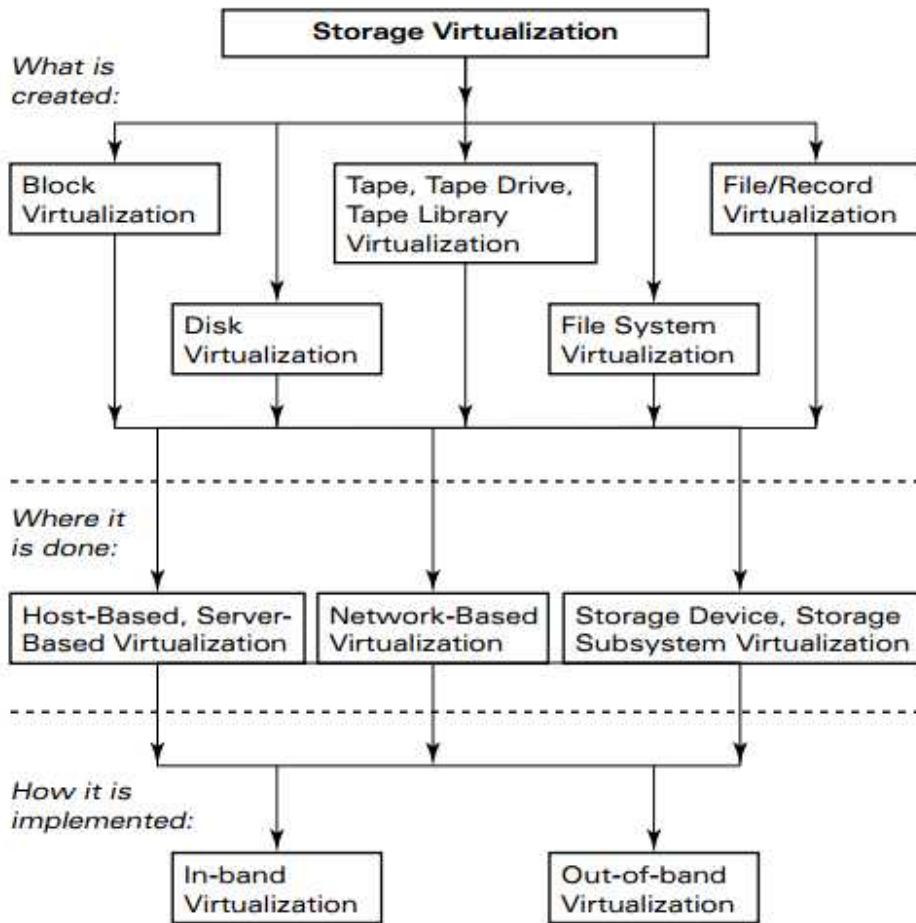 Storage Virtualization
What is
created:
Block
Virtualization
Tape, Tape Drive,
Tape Library
Virtualization
File/Record
Virtualization
Disk
Virtualization
File System
Virtualization
Where it
is done:
Host-Based, Server-
Based Virtualization
Network-Based
Virtualization
Storage Device, Storage
Subsystem Virtualization
How it is
implemented:
In-band
Virtualization
Out-of-band
Virtualization